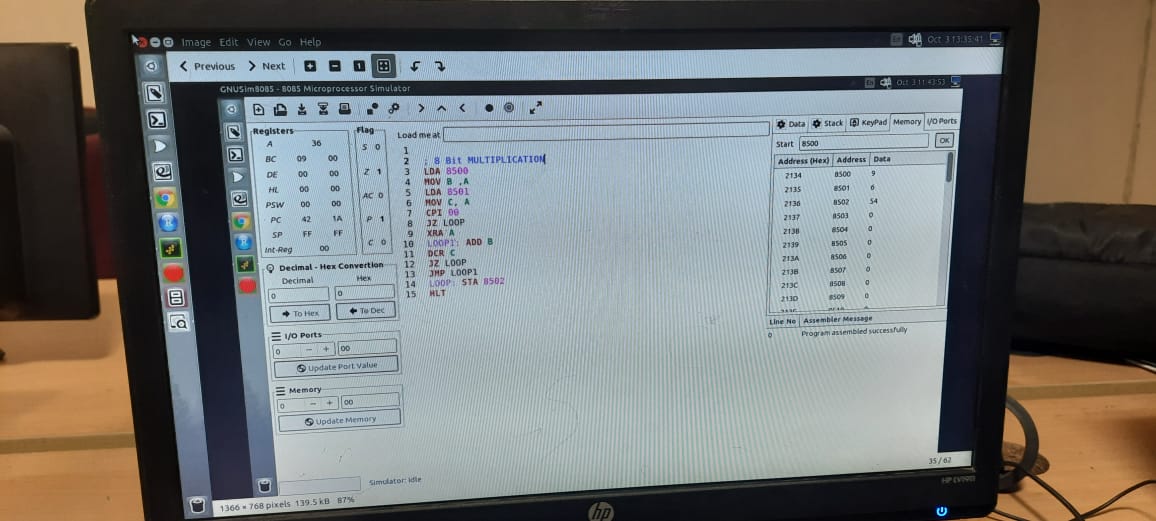 Image Edit View Go Help
En Oct 3 13:35:41
Previous Next
GNUSim8085 - 8085 Microprocessor Simulator
En Oct 3 11:43:53
Registers
A 36
BC 09 00
DE 00 00
HL 00 00
PSW 00 00
PC 42 1A
SP FF FF
Int-Reg 00
Flag
S 0
Z 1
AC 0
P 1
C 0
Decimal - Hex Convertion
Decimal Hex
0 0
To Hex To Dec
I/O Ports
0 - + 00
Update Port Value
Memory
0 - + 00
Update Memory
Load me at
1
2 ; 8 Bit MULTIPLICATION
3 LDA 8500
4 MOV B ,A
5 LDA 8501
6 MOV C, A
7 CPI 00
8 JZ LOOP
9 XRA A
10 LOOP1: ADD B
11 DCR C
12 JZ LOOP
13 JMP LOOP1
14 LOOP: STA 8502
15 HLT
Data Stack KeyPad Memory I/O Ports
Start 8500 OK
Address (Hex) Address Data
2134 8500 9
2135 8501 6
2136 8502 54
2137 8503 0
2138 8504 0
2139 8505 0
213A 8506 0
213B 8507 0
213C 8508 0
213D 8509 0
Line No Assembler Message
0 Program assembled successfully
Simulator: Idle
1366 × 768 pixels 139.5 kB 87%
35 / 62
hp
HP LV1911